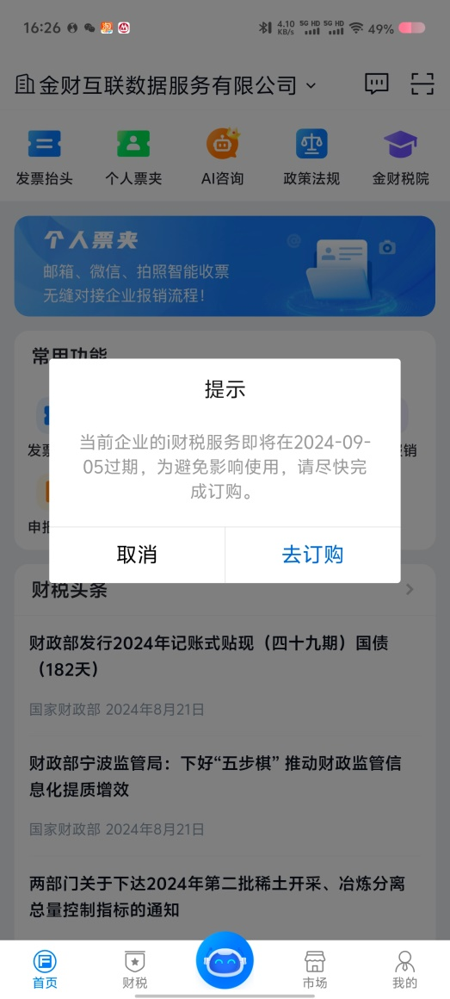 16:26
4.10
KB/s
5G HD
5G HD
49%
金财互联数据服务有限公司
发票抬头
个人票夹
AI咨询
政策法规
金财税院
个人票夹
邮箱、微信、拍照智能收票
无缝对接企业报销流程！
常用功能
提示
当前企业的i财税服务即将在2024-09-
05过期，为避免影响使用，请尽快完
成订购。
取消
去订购
财税头条
财政部发行2024年记账式贴现（四十九期）国债
（182天）
国家财政部 2024年8月21日
财政部宁波监管局：下好“五步棋” 推动财政监管信
息化提质增效
国家财政部 2024年8月21日
两部门关于下达2024年第二批稀土开采、冶炼分离
总量控制指标的通知
首页
财税
市场
我的